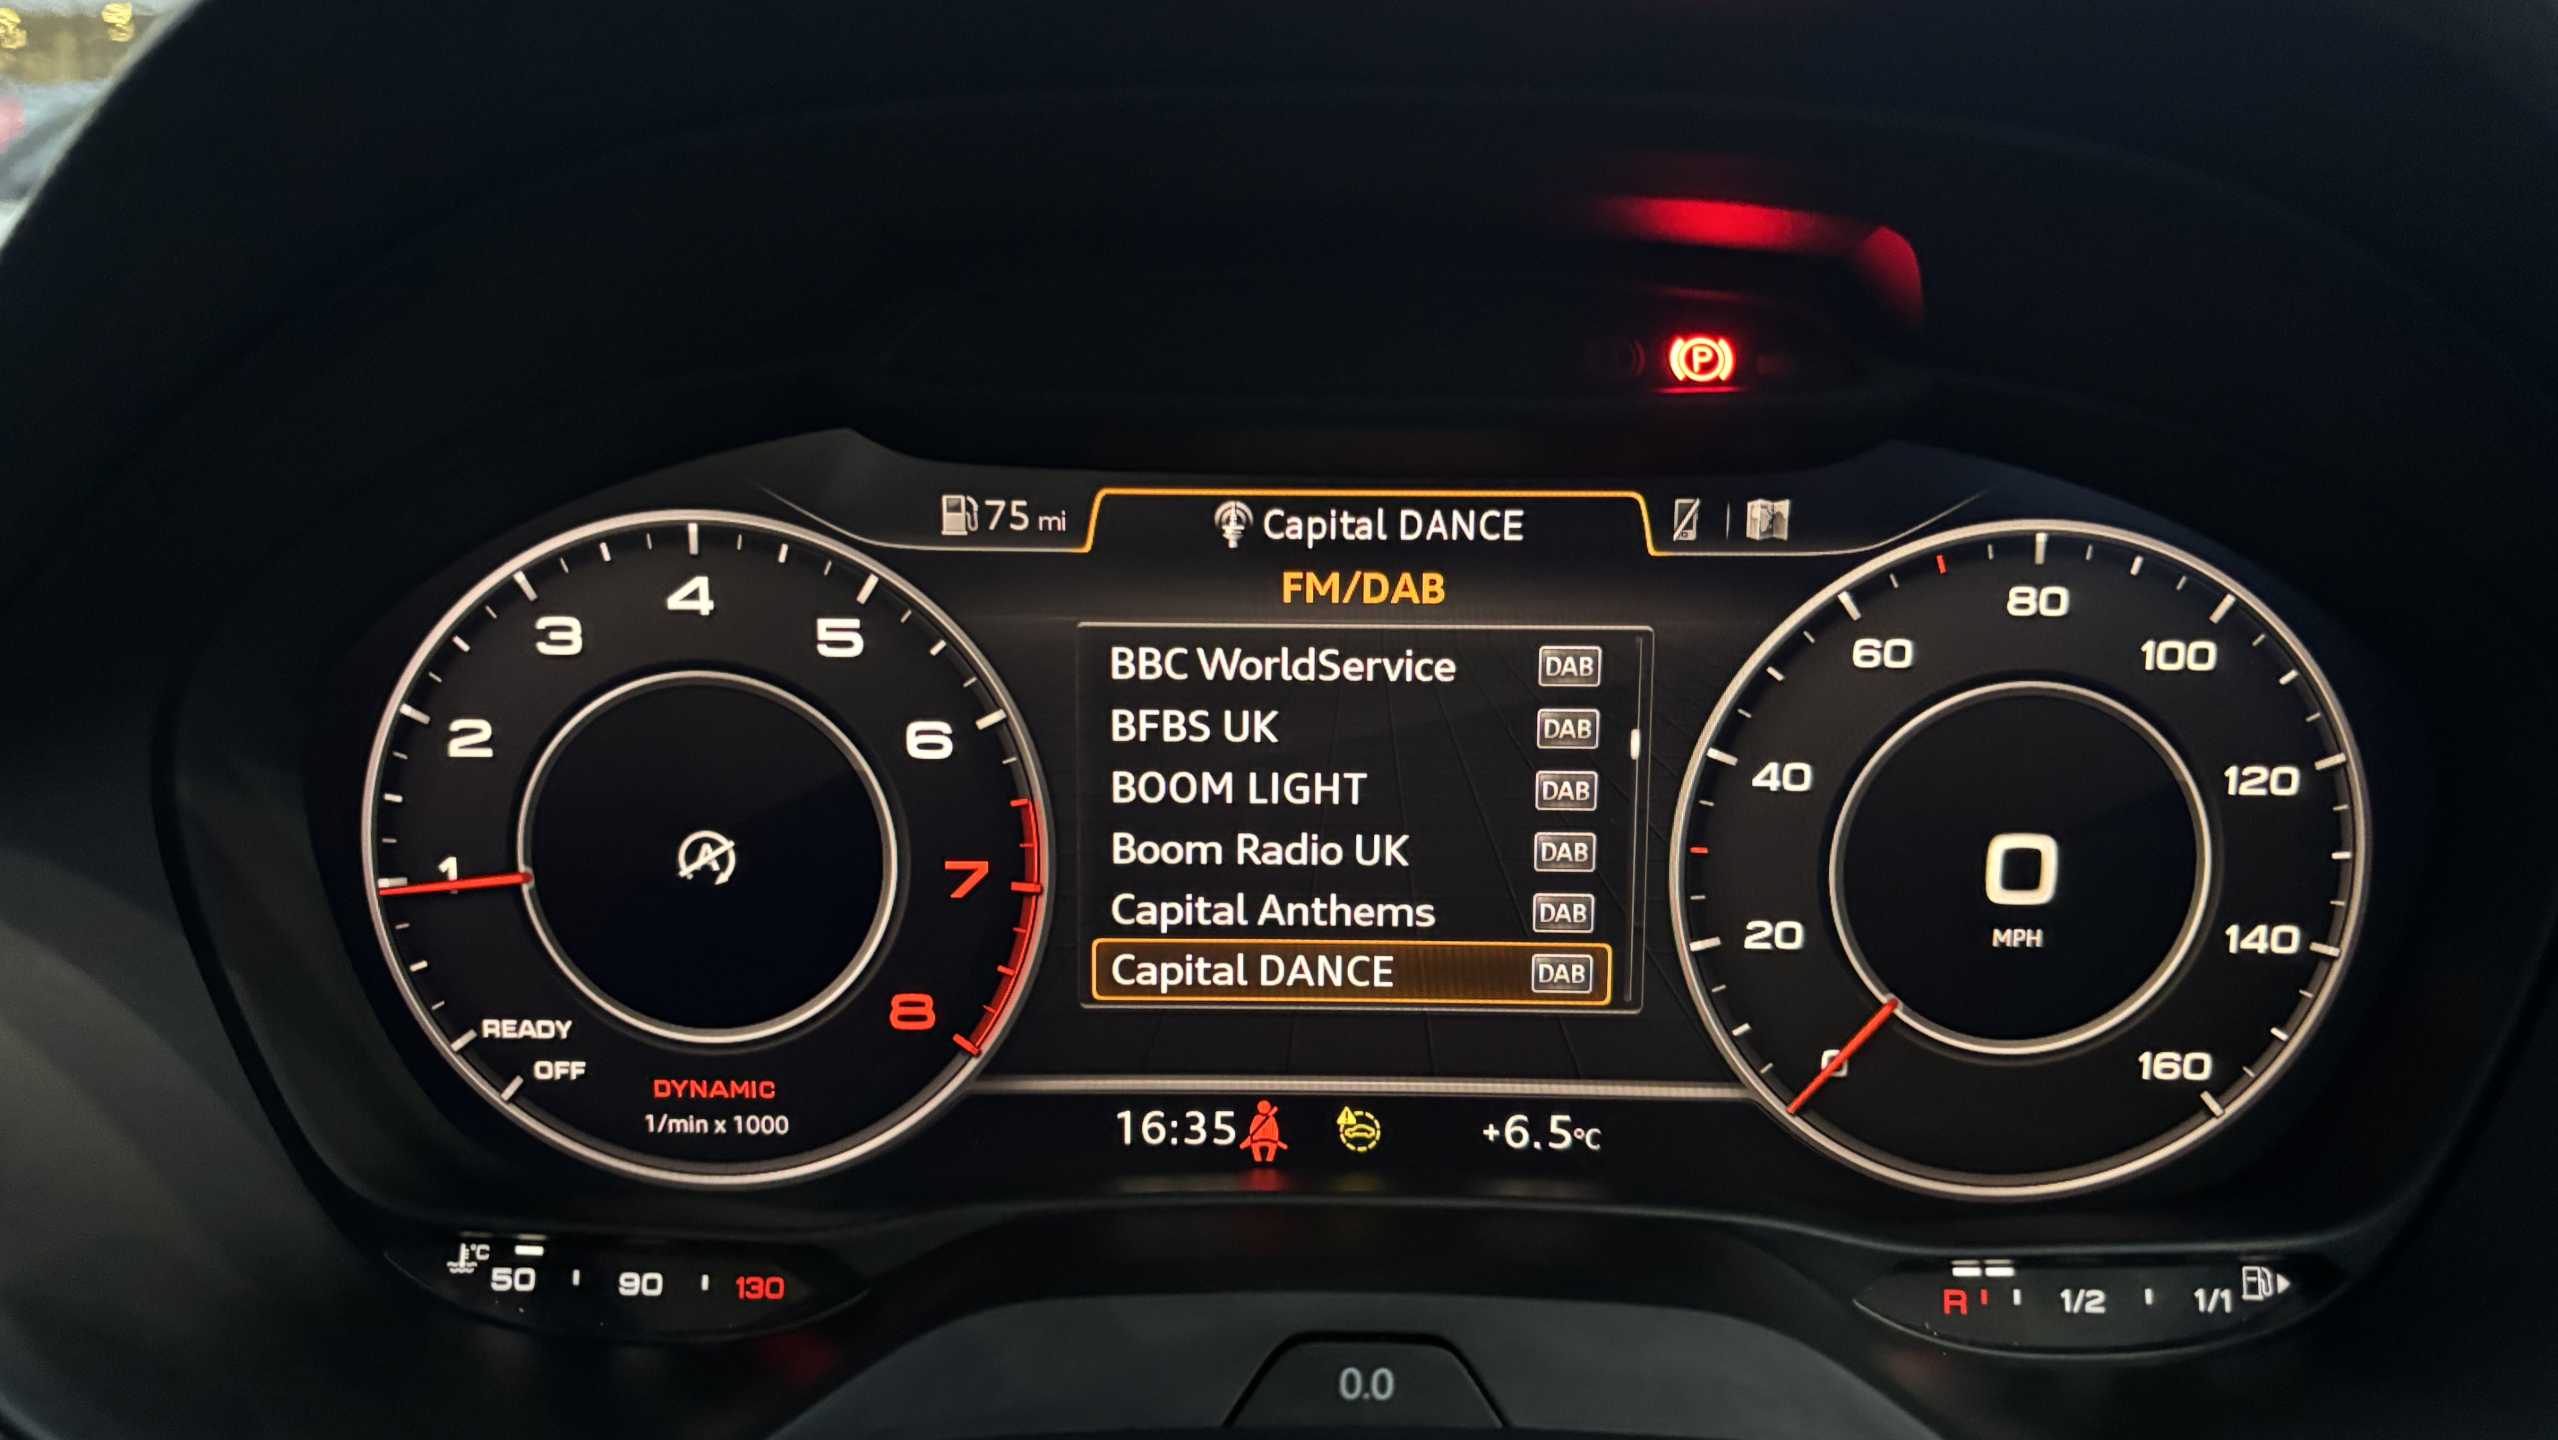 P
75 mi
Capital DANCE
FM/DAB
BBC WorldService DAB
BFBS UK DAB
BOOM LIGHT DAB
Boom Radio UK DAB
Capital Anthems DAB
Capital DANCE DAB
1
2
3
4
5
6
7
8
A
READY
OFF
DYNAMIC
1/min x 1000
0
20
40
60
80
100
120
140
160
0
MPH
16:35
+6.5°C
°C
50
90
130
R
1/2
1/1
0.0